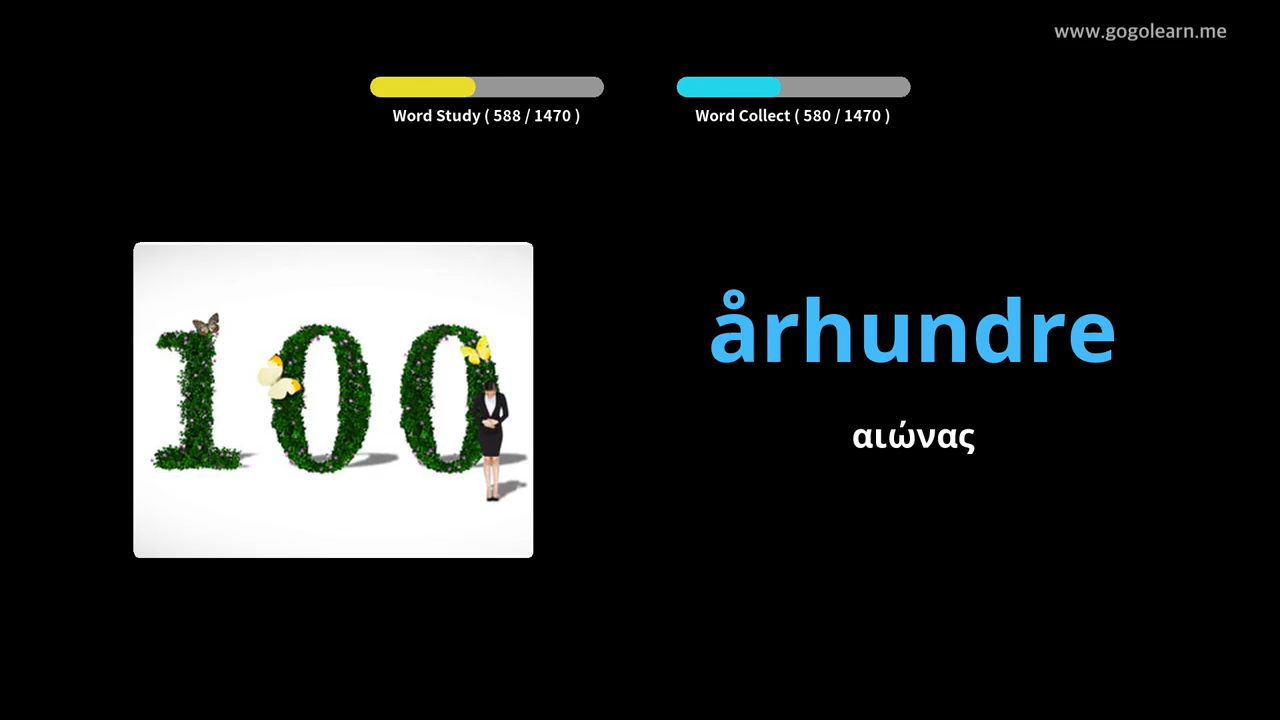 www.gogolearn.me
Word Study ( 588 / 1470 )
Word Collect ( 580 / 1470 )
100
århundre
αιώνας